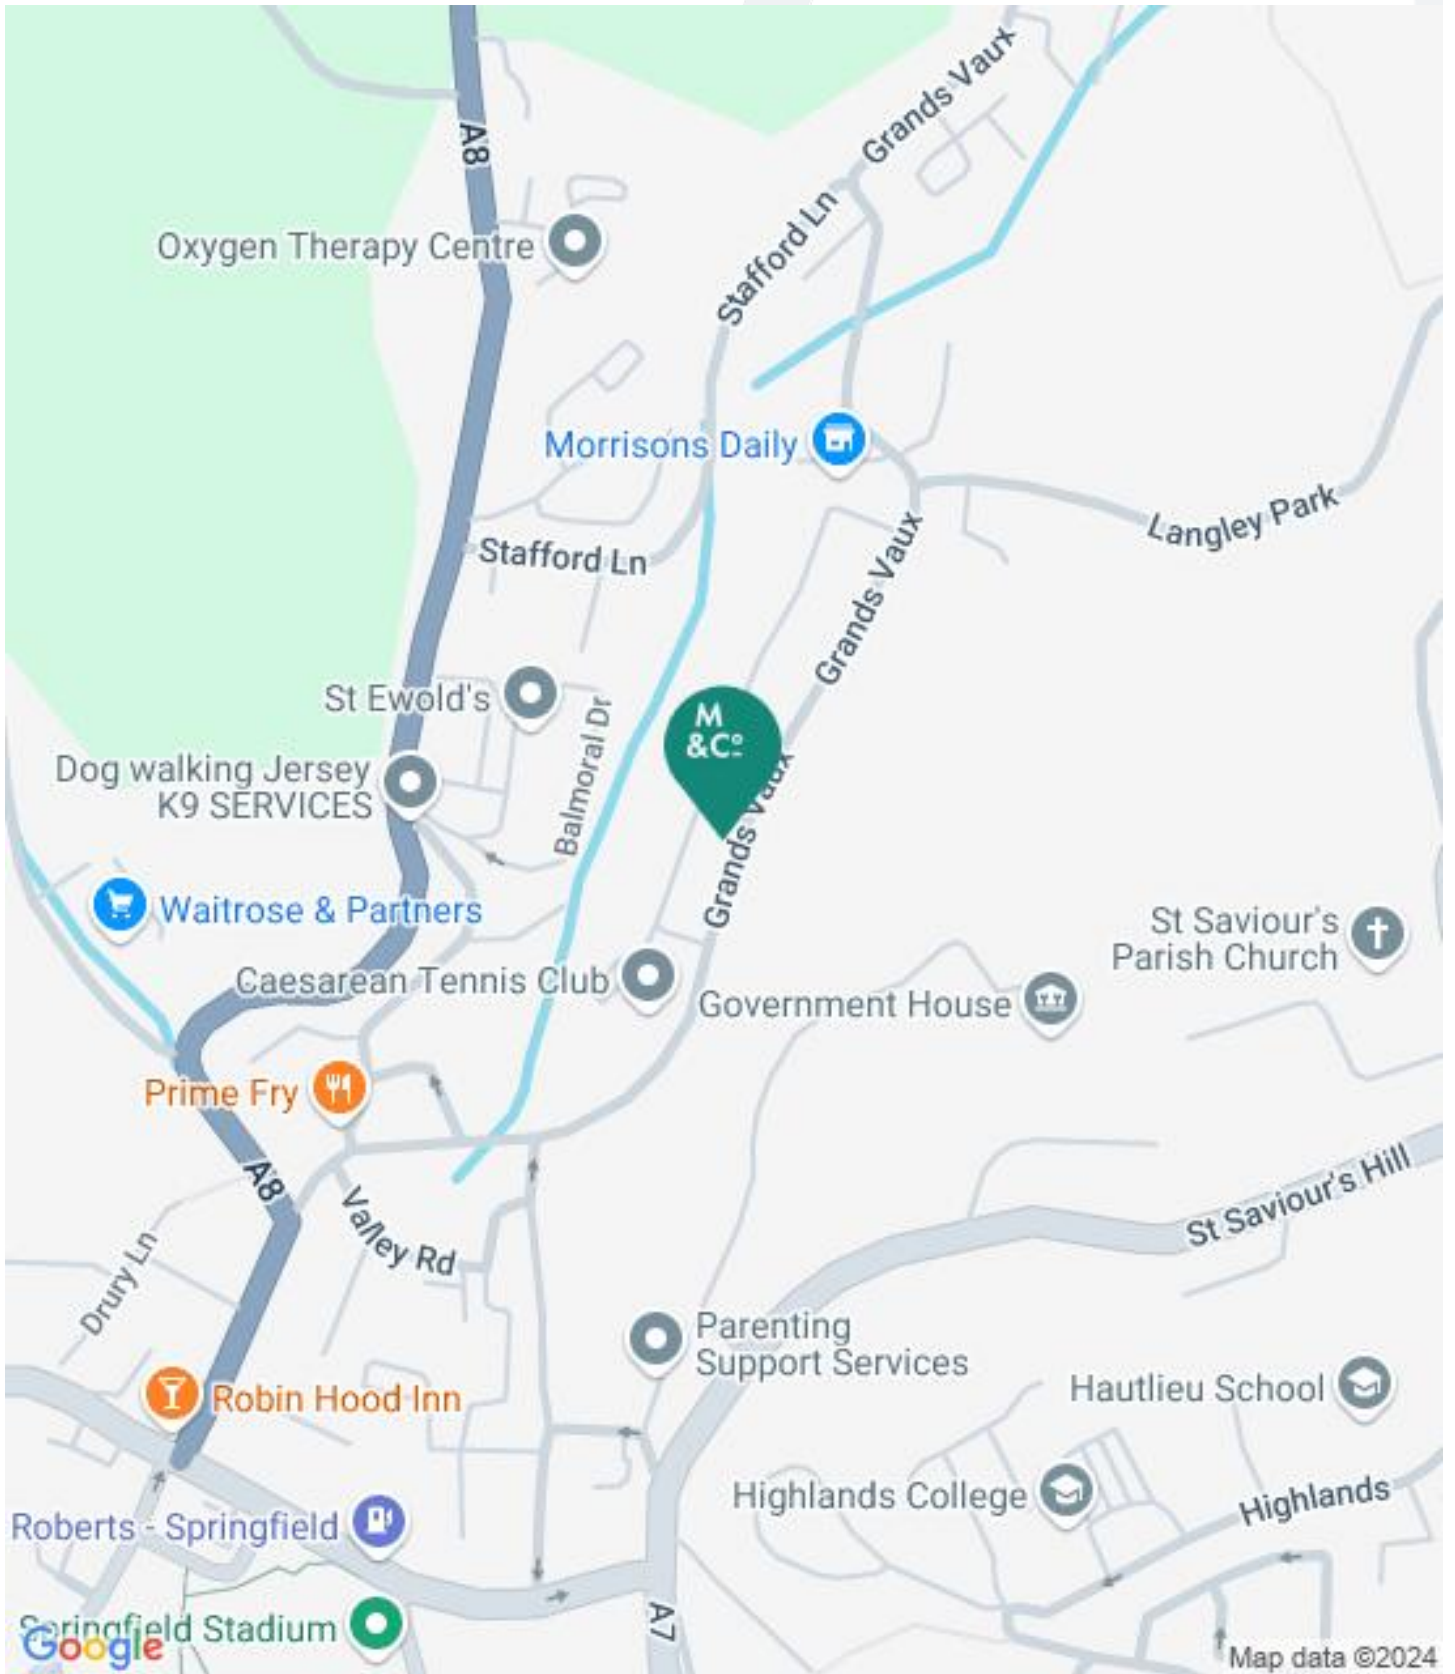 Grands Vaux
A8
Stafford Ln
Oxygen Therapy Centre
Morrisons Daily
Langley Park
Stafford Ln
Grands Vaux
St Ewold's
M
&Co
Balmoral Dr
Dog walking Jersey
K9 SERVICES
Grands Vaux
Waitrose & Partners
St Saviour's
Parish Church
Caesarean Tennis Club
Government House
Prime Fry
A8
Valley Rd
St Saviour's Hill
Drury Ln
Parenting
Support Services
Robin Hood Inn
Hautlieu School
Highlands College
Highlands
Roberts - Springfield
Springfield Stadium
A7
Google
Map data ©2024